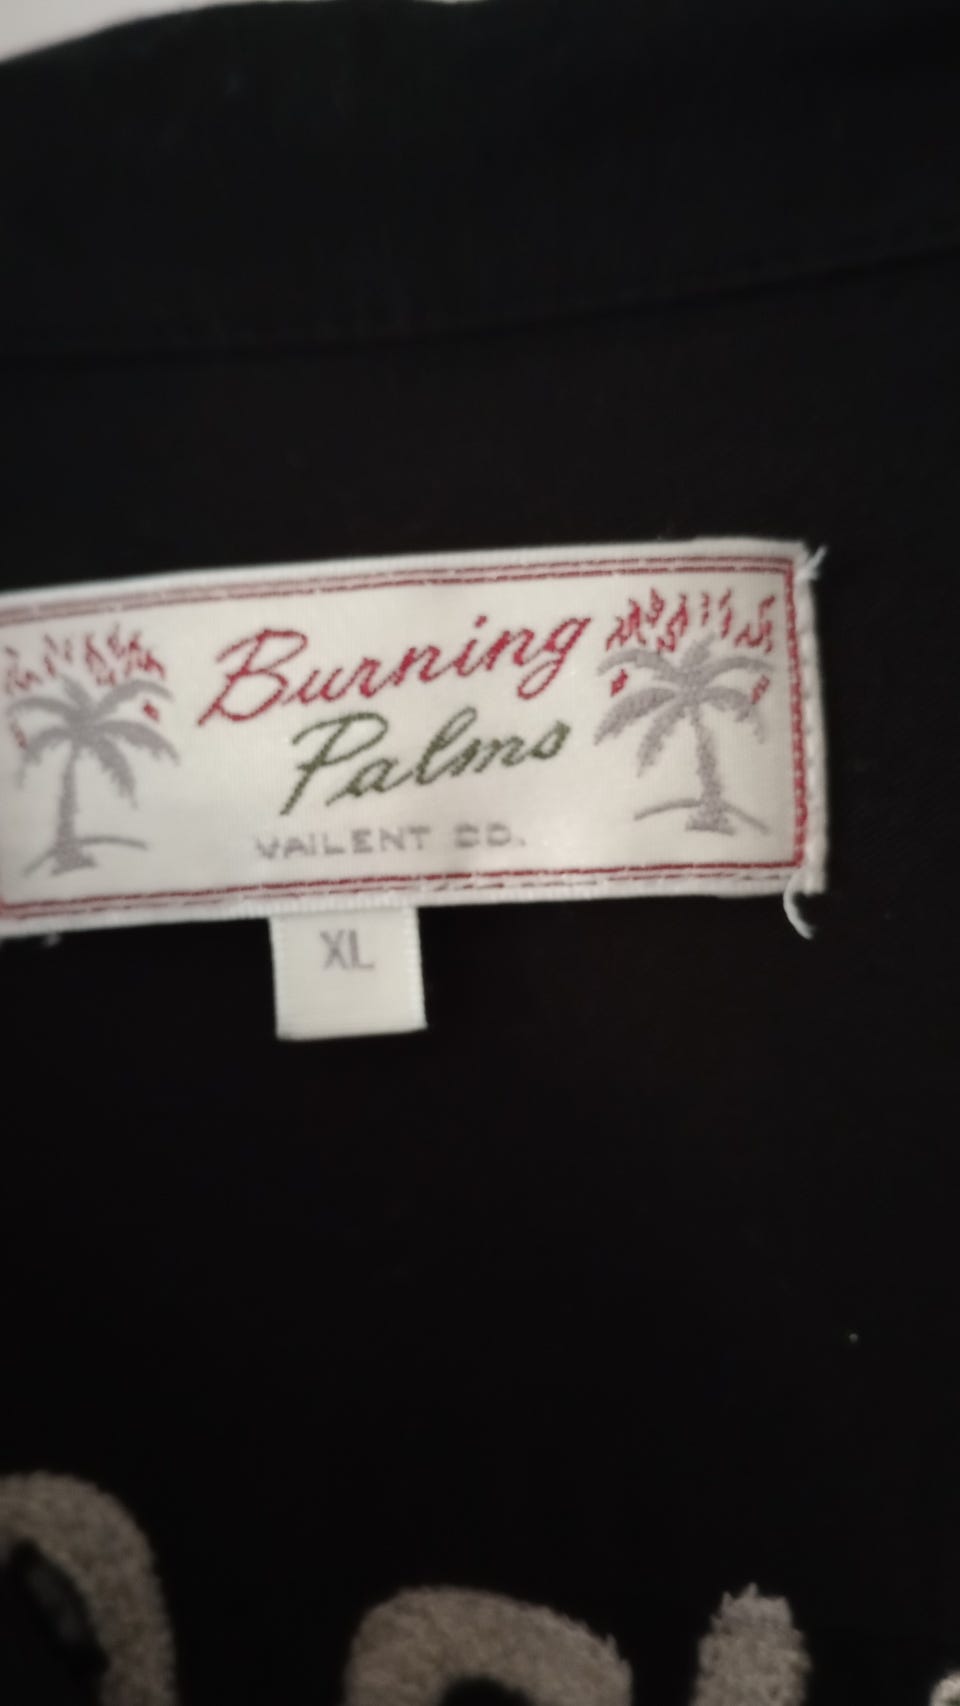 Burning
Palms
VAILENT CO.
XL